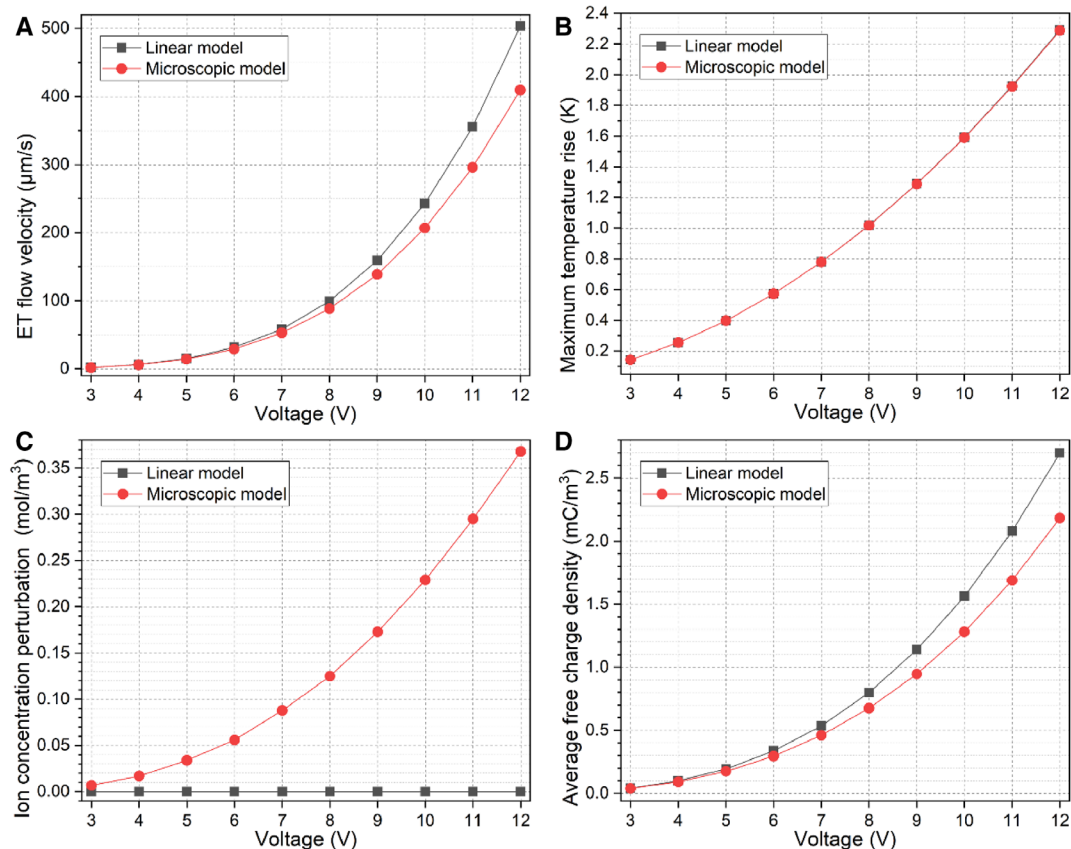 A
ET flow velocity (µm/s)
500
400
300
200
100
0
Linear model
Microscopic model
3 4 5 6 7 8 9 10 11 12
Voltage (V)
B
Maximum temperature rise (K)
2.4
2.2
2.0
1.8
1.6
1.4
1.2
1.0
0.8
0.6
0.4
0.2
Linear model
Microscopic model
3 4 5 6 7 8 9 10 11 12
Voltage (V)
C
Ion concentration perturbation (mol/m³)
0.35
0.30
0.25
0.20
0.15
0.10
0.05
0.00
Linear model
Microscopic model
3 4 5 6 7 8 9 10 11 12
Voltage (V)
D
Average free charge density (mC/m³)
2.5
2.0
1.5
1.0
0.5
0.0
Linear model
Microscopic model
3 4 5 6 7 8 9 10 11 12
Voltage (V)